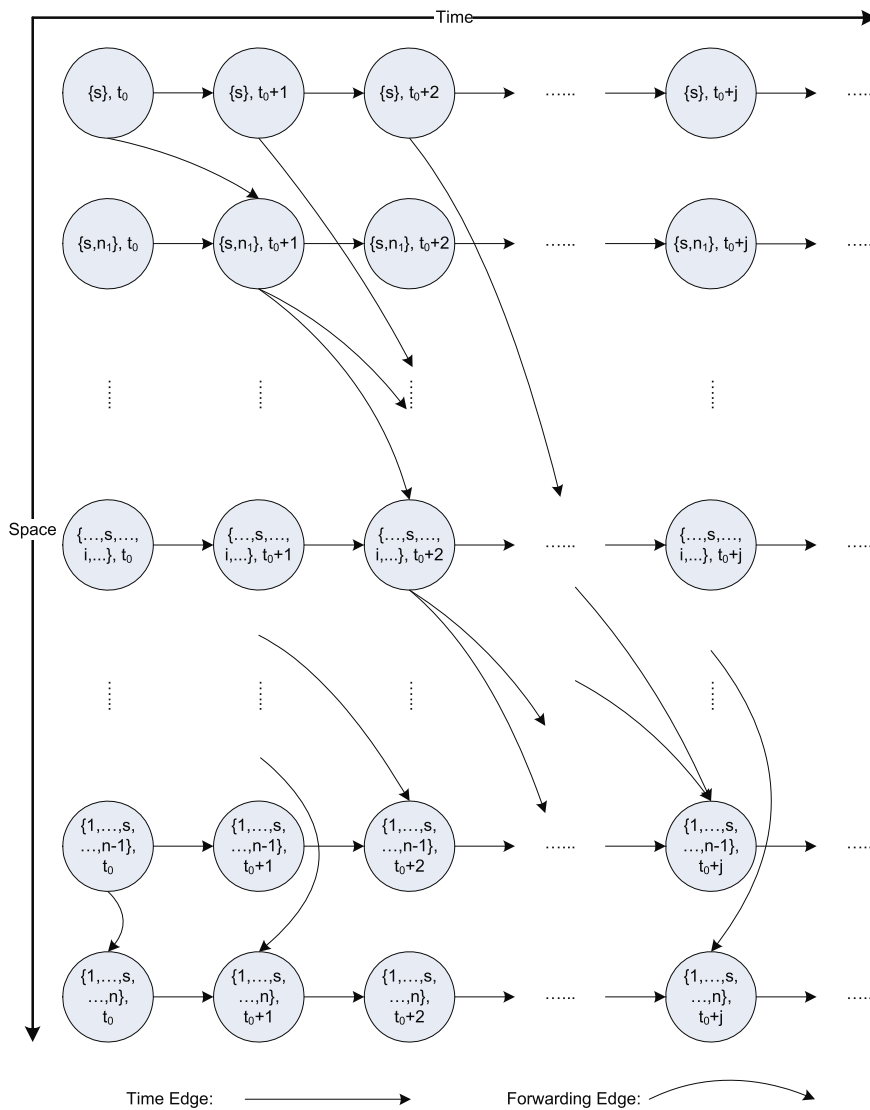 Time
{s}, t₀
{s}, t₀+1
{s}, t₀+2
......
{s}, t₀+j
.....
{s,n₁}, t₀
{s,n₁}, t₀+1
{s,n₁}, t₀+2
......
{s,n₁}, t₀+j
.....
Space
{...,s,...,
i,...}, t₀
{...,s,...,
i,...}, t₀+1
{...,s,...,
i,...}, t₀+2
......
{...,s,...,
i,...}, t₀+j
.....
{1,...,s,
...,n-1},
t₀
{1,...,s,
...,n-1},
t₀+1
{1,...,s,
...,n-1},
t₀+2
......
{1,...,s,
...,n-1},
t₀+j
.....
{1,...,s,
...,n},
t₀
{1,...,s,
...,n},
t₀+1
{1,...,s,
...,n},
t₀+2
......
{1,...,s,
...,n},
t₀+j
.....
Time Edge:
Forwarding Edge: